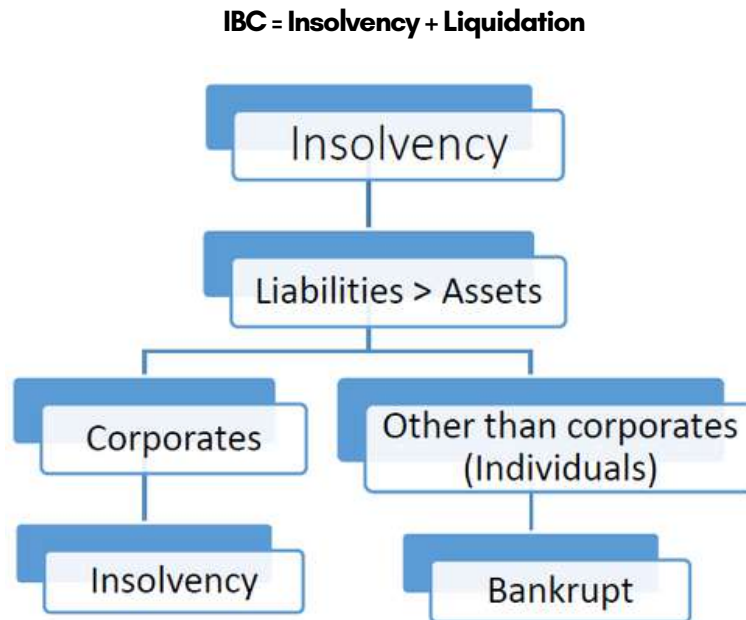 IBC = Insolvency + Liquidation
Insolvency
Liabilities > Assets
Corporates
Other than corporates
(Individuals)
Insolvency
Bankrupt